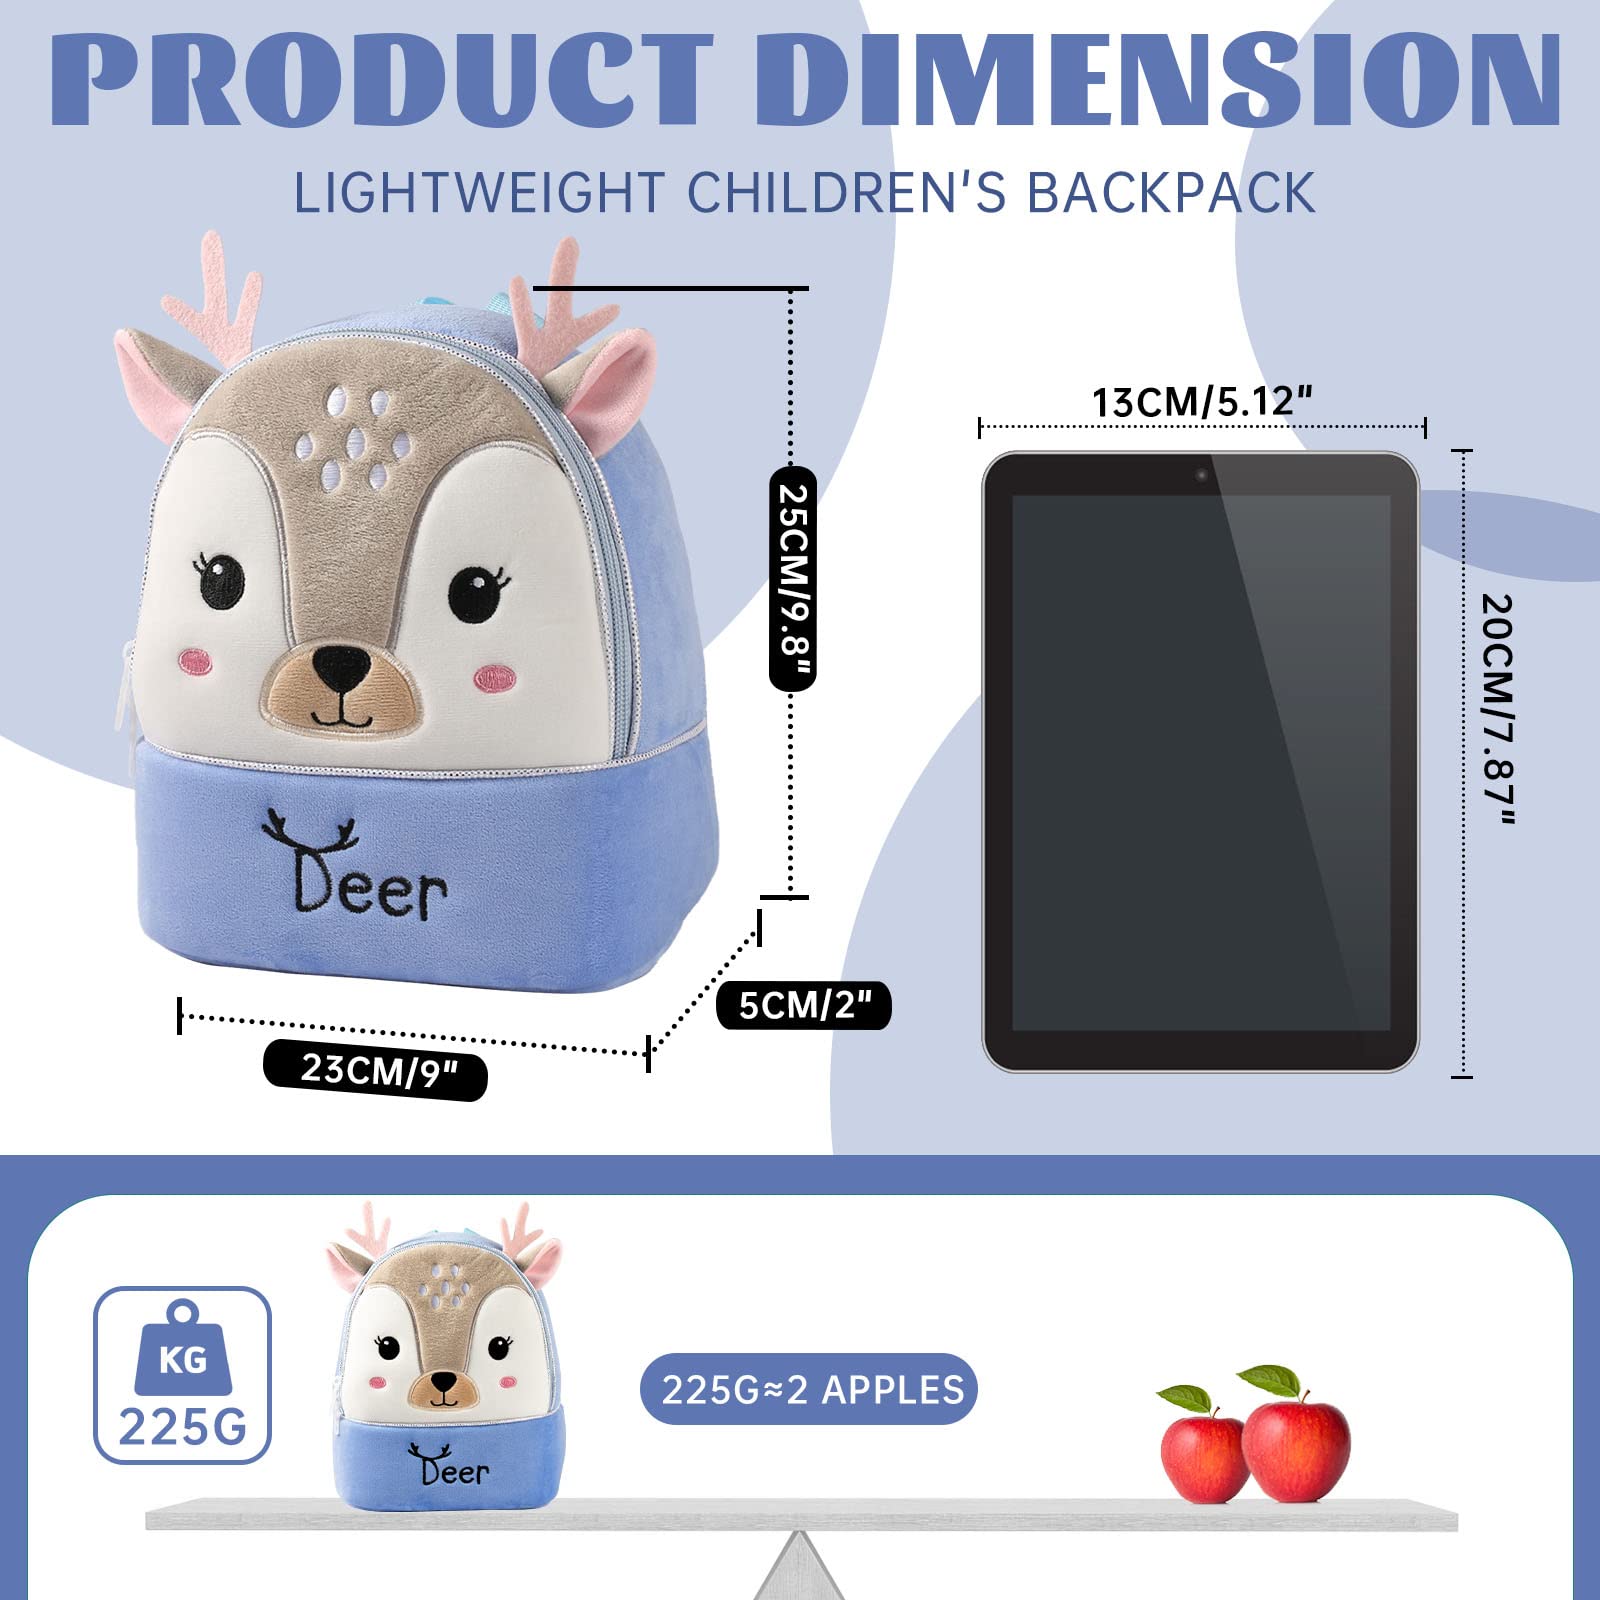 PRODUCT DIMENSION
LIGHTWEIGHT CHILDREN'S BACKPACK
25CM/9.8"
13CM/5.12"
20CM/7.87"
Deer
5CM/2"
23CM/9"
KG
225G
225G≈2 APPLES
Deer